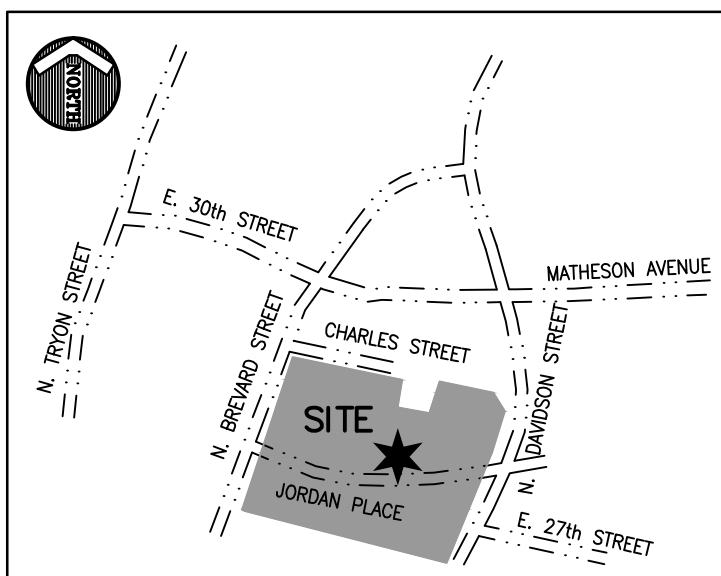 NORTH
E. 30th STREET
N. TRYON STREET
MATHESON AVENUE
N. BREVARD STREET
CHARLES STREET
N. DAVIDSON STREET
SITE
JORDAN PLACE
E. 27th STREET